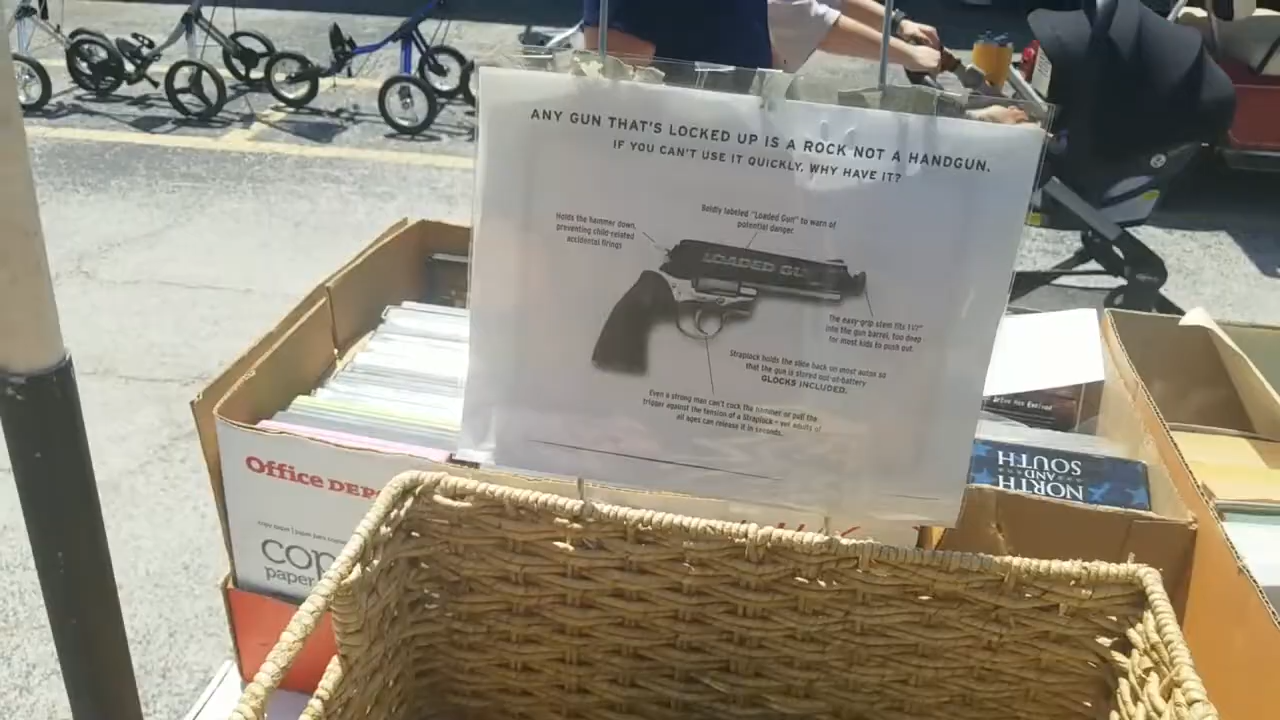 ANY GUN THAT'S LOCKED UP IS A ROCK NOT A HANDGUN.
IF YOU CAN'T USE IT QUICKLY, WHY HAVE IT?
Boldly labeled "Loaded Gun" to warn of
potential danger.
Holds the hammer down,
preventing child-related
accidental firings
LOADED GU
The easy-grip stem fits 1½"
into the gun barrel, too deep
for most kids to push out.
Straplock holds the slide back on most autos so
that the gun is stored out-of-battery
GLOCKS INCLUDED.
Even a strong man can't cock the hammer or pull the
trigger against the tension of a Straplock - yet adults of
all ages can release it in seconds.
Office DEP
copy paper
cop
paper
NORTH
AND
SOUTH